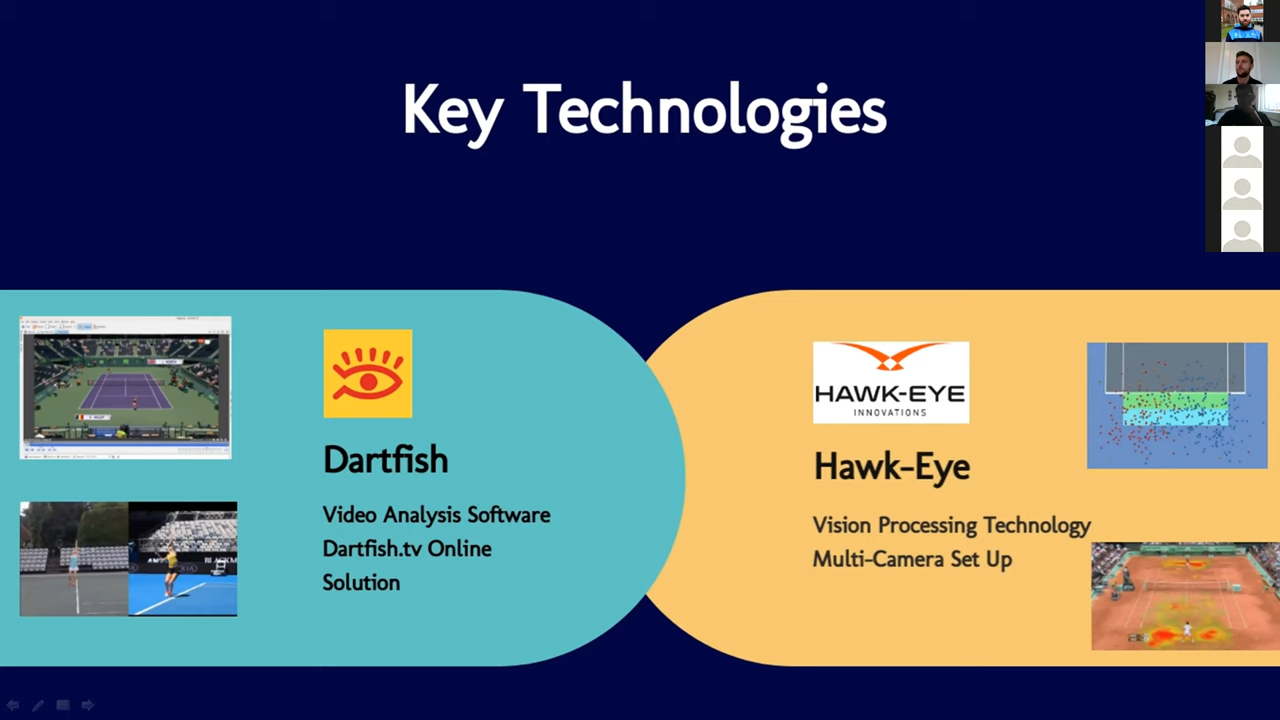 Key Technologies
Dartfish
Video Analysis Software
Dartfish.tv Online
Solution
HAWK-EYE
INNOVATIONS
Hawk-Eye
Vision Processing Technology
Multi-Camera Set Up